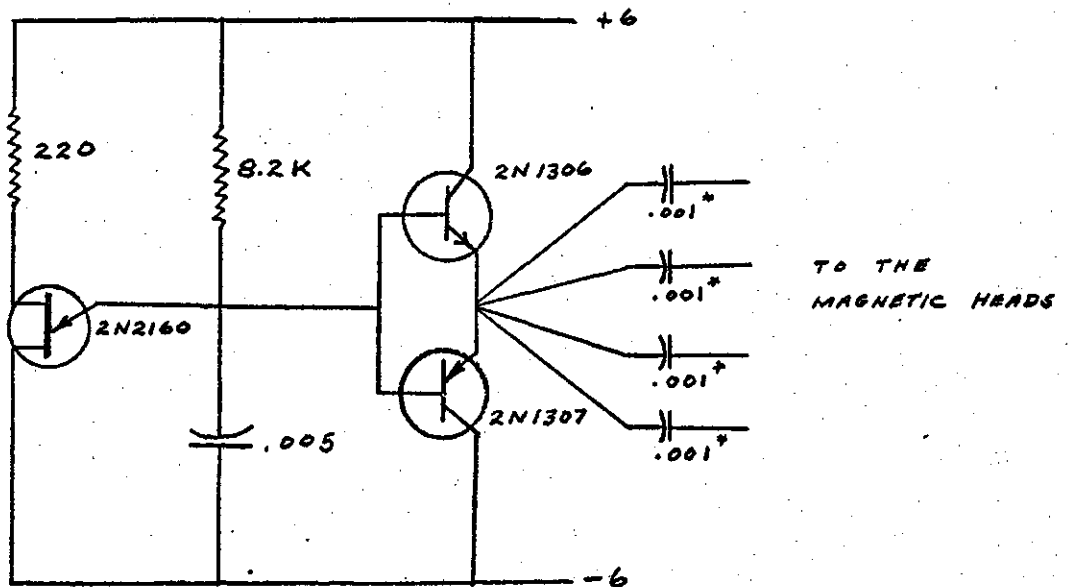 +6
220
8.2K
2N1306
.001*
.001*
TO THE
MAGNETIC HEADS
2N2160
.001*
2N1307
.001*
.005
-6